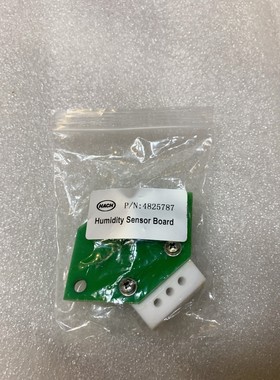 HACH P/N:4825787
Humidity Sensor Board